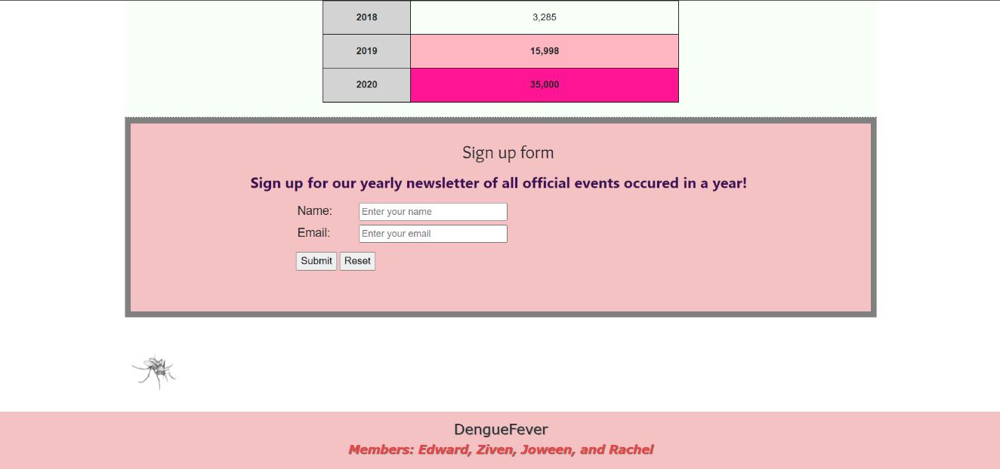 2018 3,285
2019 15,998
2020 35,000
Sign up form
Sign up for our yearly newsletter of all official events occured in a year!
Name: Enter your name
Email: Enter your email
Submit Reset
DengueFever
Members: Edward, Ziven, Joween, and Rachel